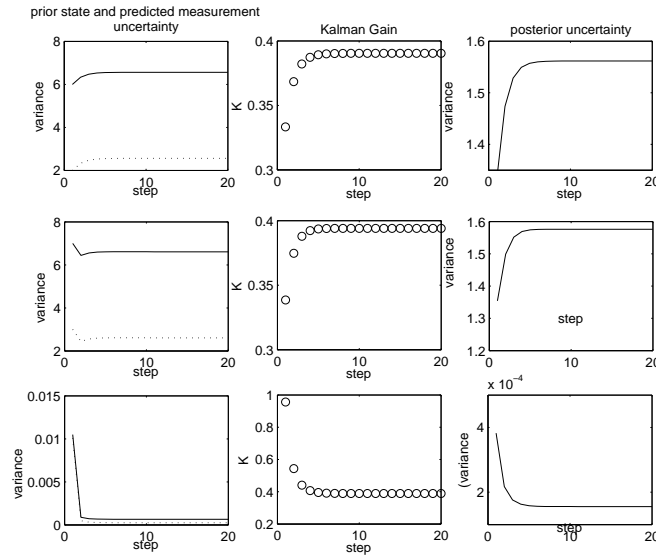 prior state and predicted measurement
uncertainty
Kalman Gain
posterior uncertainty
8
6
4
2
0
10
20
variance
step
0.4
0.35
0.3
0
10
20
K
step
1.6
1.5
1.4
0
10
20
variance
8
6
4
2
0
10
20
variance
step
0.4
0.35
0.3
0
10
20
K
step
1.6
1.5
1.4
1.3
1.2
0
10
20
variance
step
0.015
0.01
0.005
0
0
10
20
variance
step
1
0.8
0.6
0.4
0.2
0
10
20
K
step
x 10⁻⁴
4
2
0
10
20
(variance
step